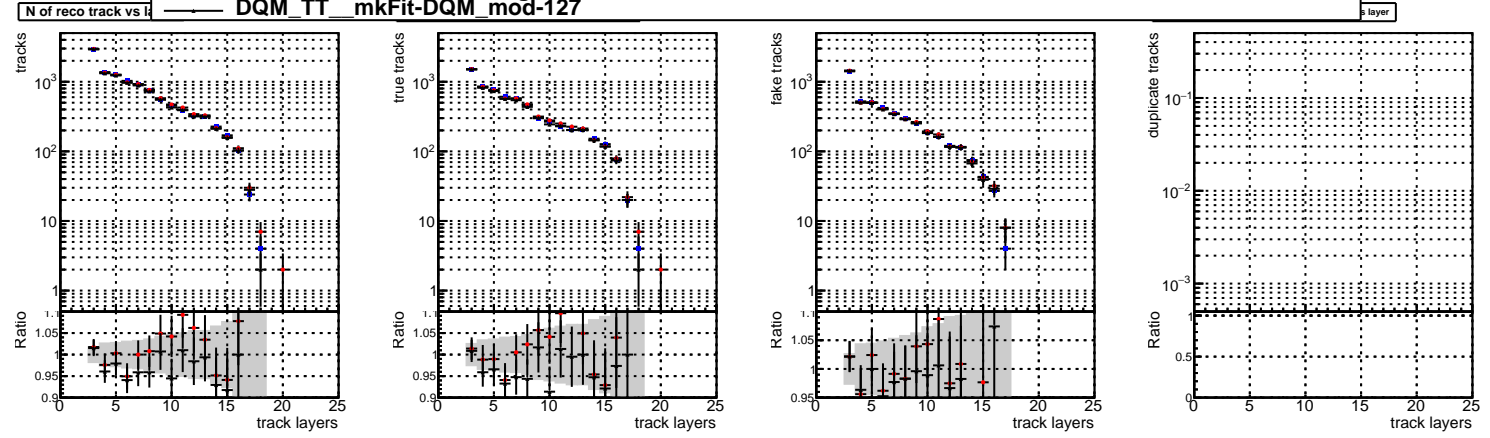 DQM_TT__mkFit-DQM_mod-127
N of reco track vs la
s layer
tracks
10³
10²
10
1
Ratio
1.1
1.05
1
0.95
0.9
0 5 10 15 20 25
track layers
true tracks
10³
10²
10
1
Ratio
1.1
1.05
1
0.95
0.9
0 5 10 15 20 25
track layers
fake tracks
10³
10²
10
1
Ratio
1.1
1.05
1
0.95
0 5 10 15 20 25
track layers
duplicate tracks
10⁻¹
10⁻²
10⁻³
Ratio
1
0.5
0
0 5 10 15 20 25
track layers